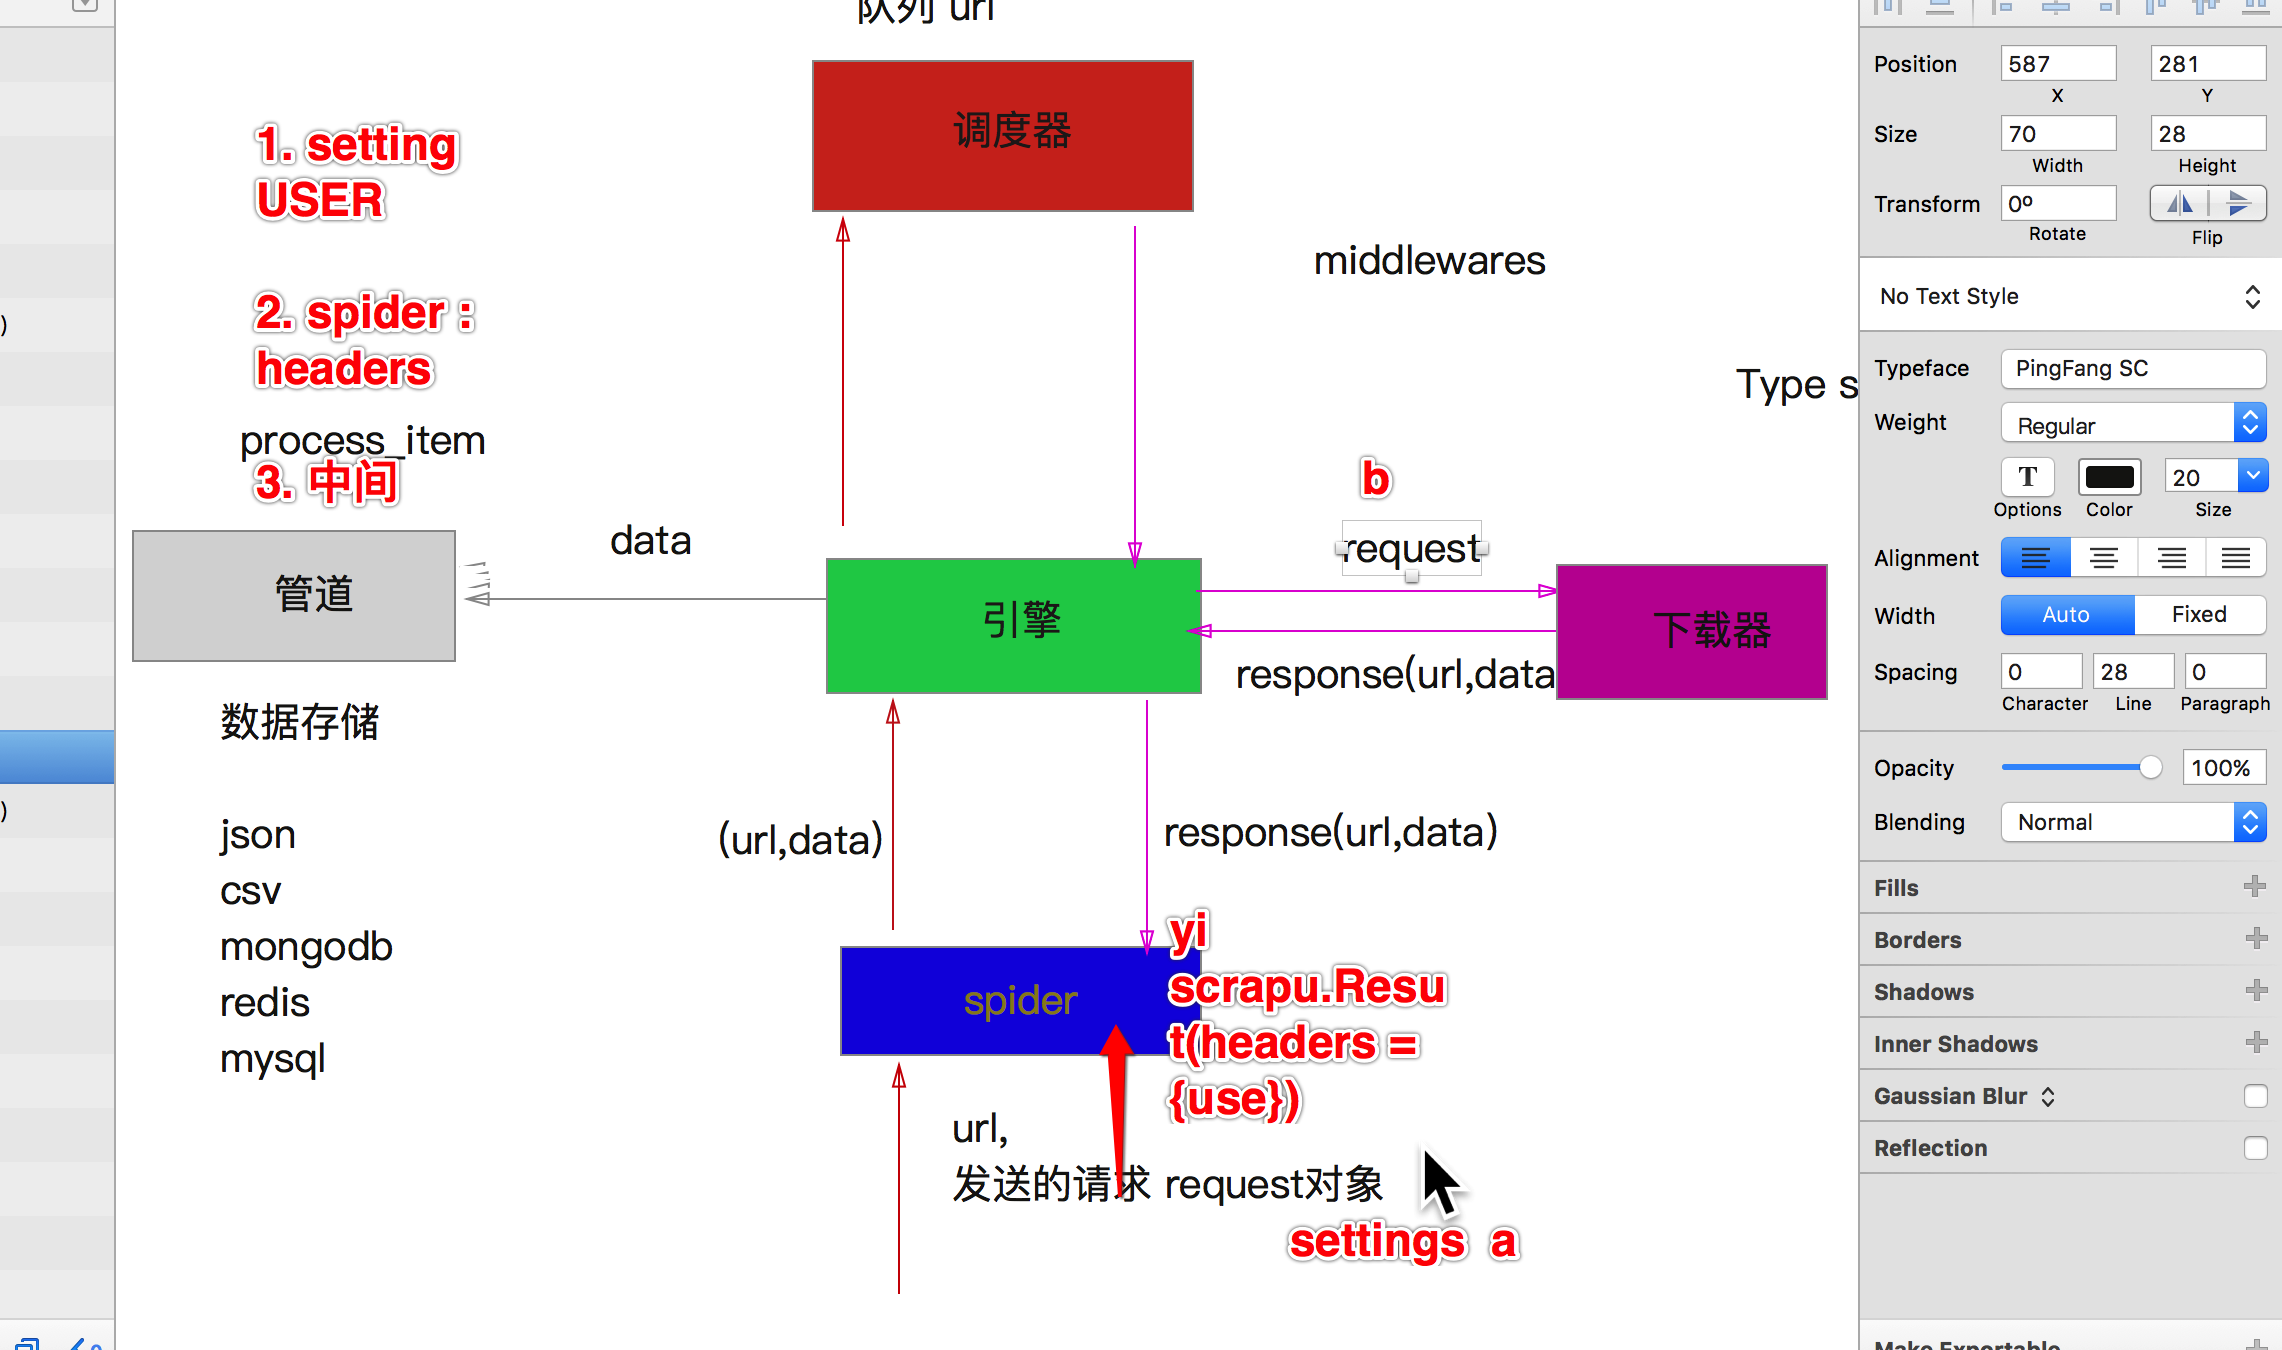 队列 url
调度器
1. setting
USER
middlewares
2. spider :
headers
process_item
3. 中间
b
request
data
管道
引擎
下载器
response(url,data
数据存储
json
csv
mongodb
redis
mysql
(url,data)
response(url,data)
spider
yi
scrapu.Resu
t(headers =
{use})
url,
发送的请求 request对象
settings a
Type s
)
)
Position
587
281
X
Y
Size
70
28
Width
Height
Transform
0º
Rotate
Flip
No Text Style
Typeface
PingFang SC
Weight
Regular
T
20
Options
Color
Size
Alignment
Width
Auto
Fixed
Spacing
0
28
0
Character
Line
Paragraph
Opacity
100%
Blending
Normal
Fills
Borders
Shadows
Inner Shadows
Gaussian Blur
Reflection
Make Exportable